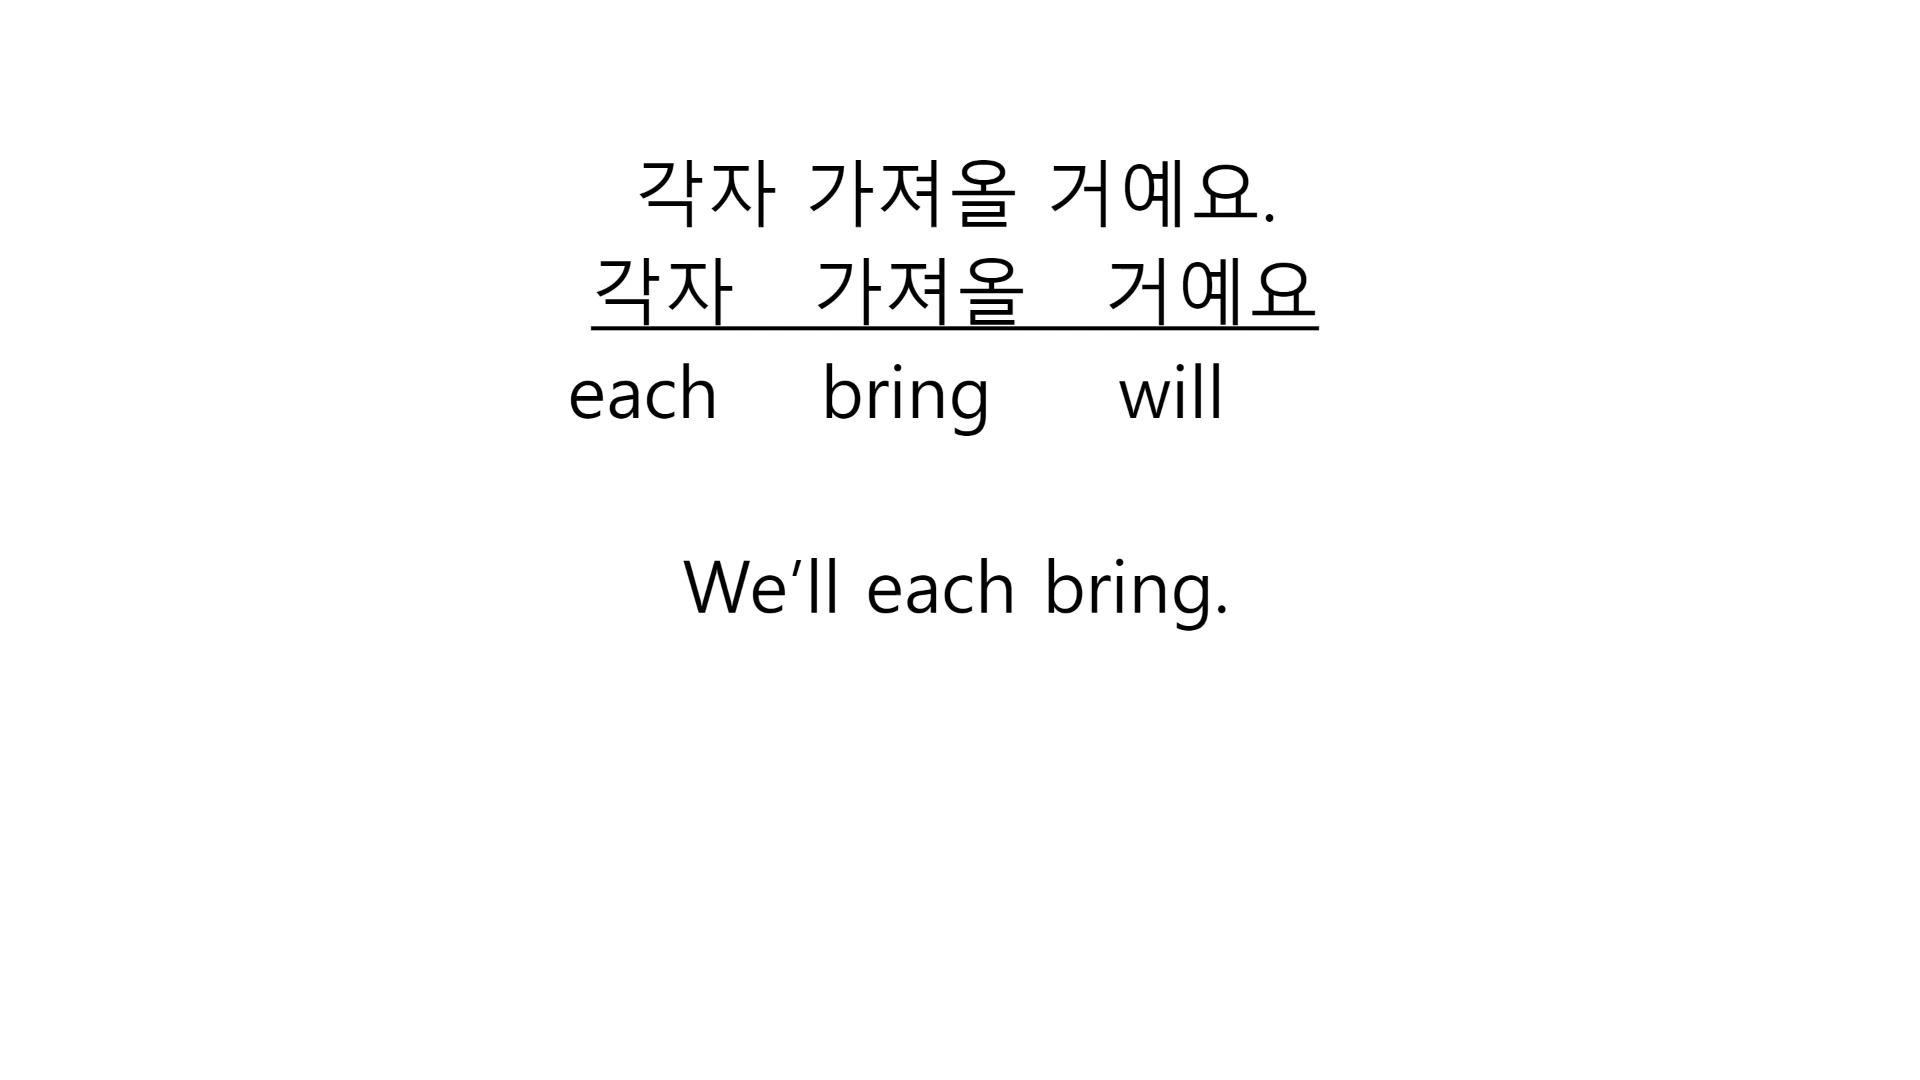 각자 가져올 거예요.
각자 가져올 거예요
each bring will
We’ll each bring.